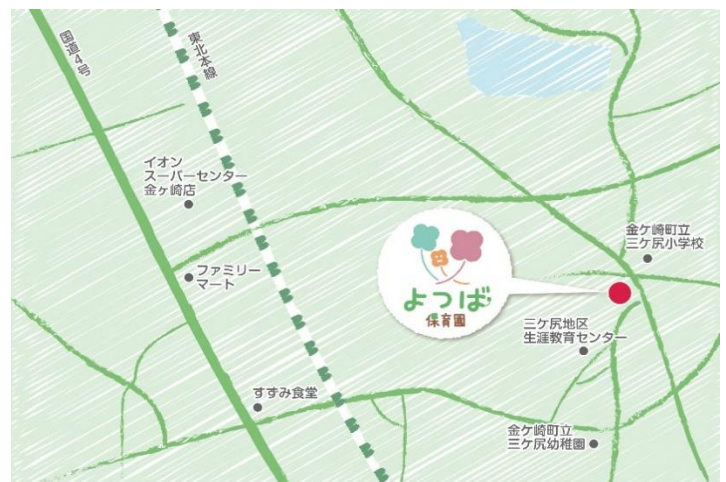 国道4号
東北本線
イオン
スーパーセンター
金ヶ崎店
ファミリー
マート
よつば
保育園
金ケ崎町立
三ケ尻小学校
三ケ尻地区
生涯教育センター
すずみ食堂
金ケ崎町立
三ケ尻幼稚園